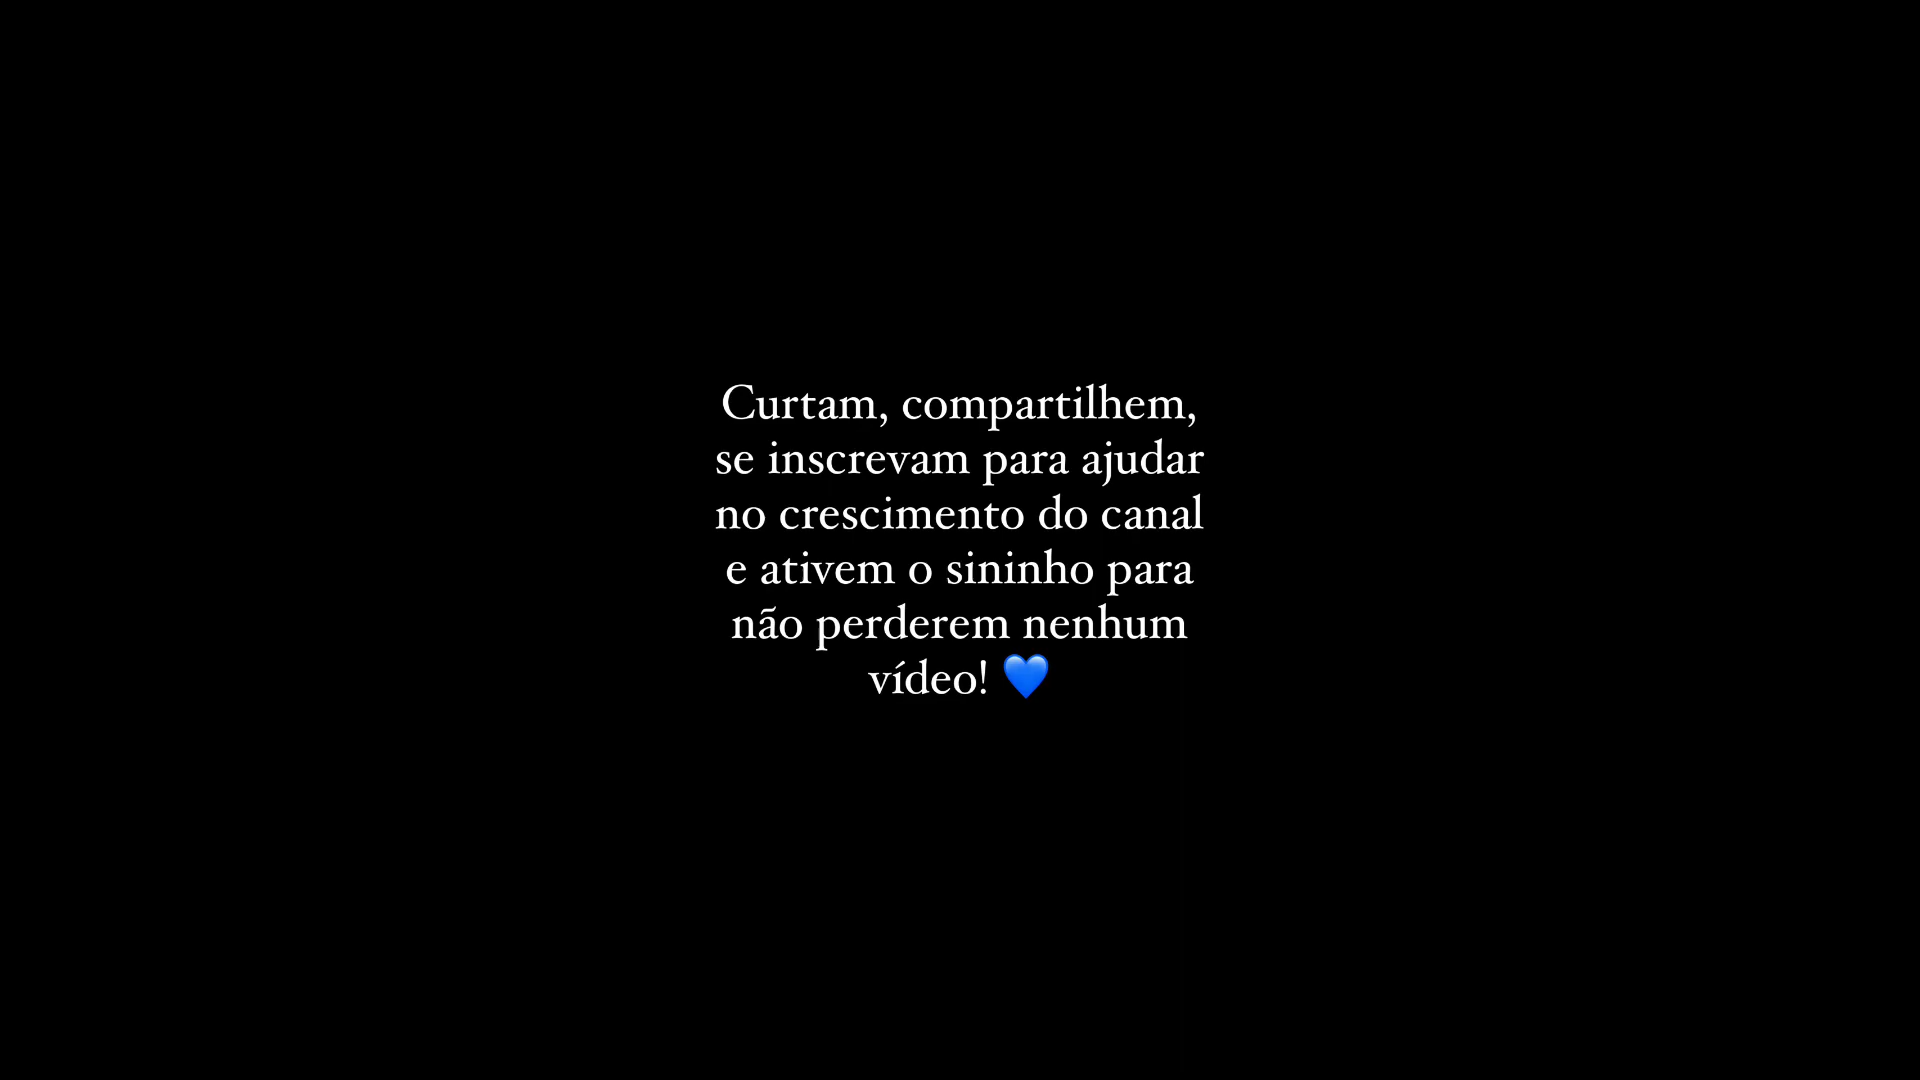 Curtam, compartilhem,
se inscrevam para ajudar
no crescimento do canal
e ativem o sininho para
não perderem nenhum
vídeo! 💙